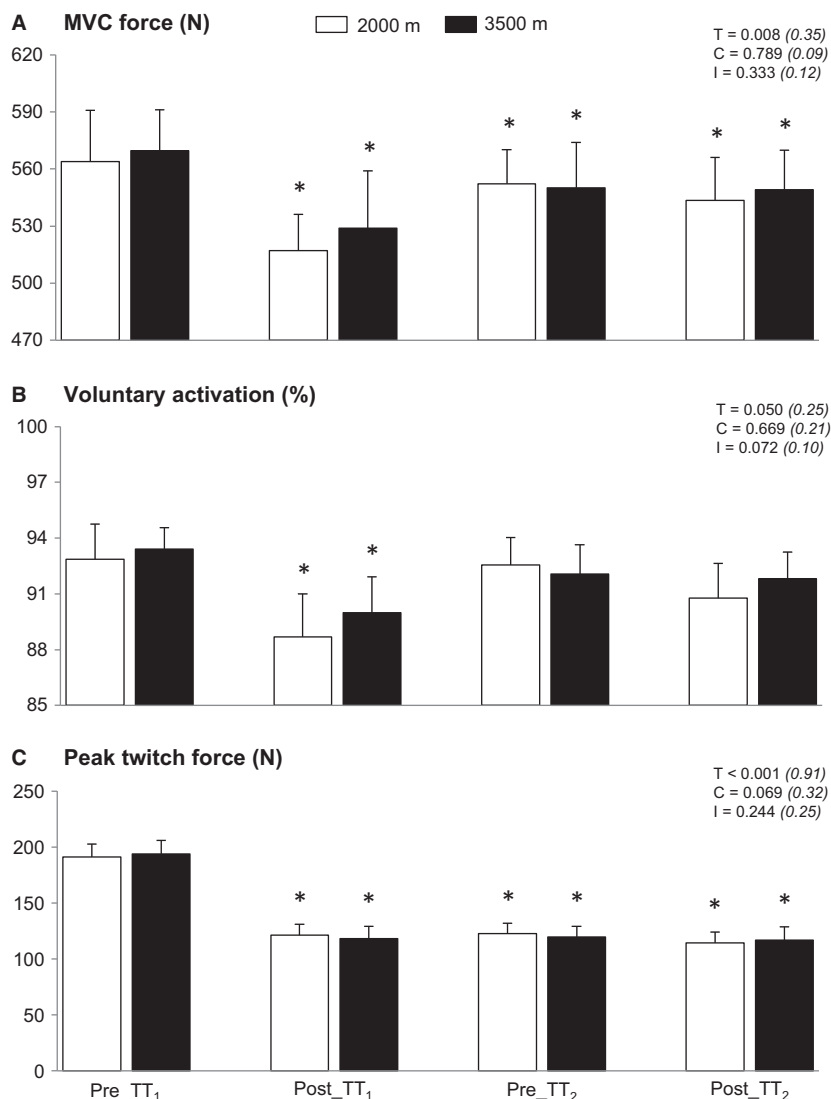 A MVC force (N)
2000 m 3500 m
T = 0.008 (0.35)
C = 0.789 (0.09)
I = 0.333 (0.12)
620
590
560
530
500
470
* * * * * *
B Voluntary activation (%)
T = 0.050 (0.25)
C = 0.669 (0.21)
I = 0.072 (0.10)
100
97
94
91
88
85
* *
C Peak twitch force (N)
T < 0.001 (0.91)
C = 0.069 (0.32)
I = 0.244 (0.25)
250
200
150
100
50
0
* * * * * *
Pre_TT₁ Post_TT₁ Pre_TT₂ Post_TT₂